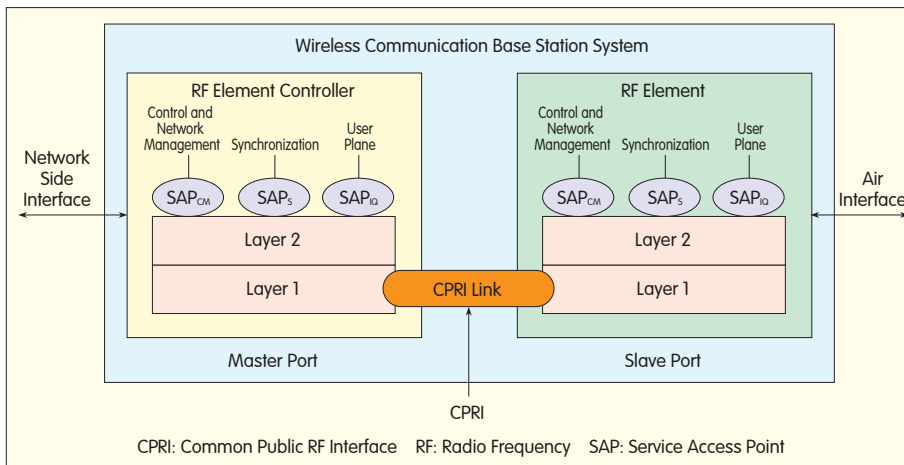 Wireless Communication Base Station System
RF Element Controller
Control and
Network
Management
Synchronization
User
Plane
SAPCM
SAPS
SAPIQ
Layer 2
Layer 1
Master Port
RF Element
Control and
Network
Management
Synchronization
User
Plane
SAPCM
SAPS
SAPIQ
Layer 2
Layer 1
Slave Port
Network
Side
Interface
Air
Interface
CPRI Link
CPRI
CPRI: Common Public RF Interface RF: Radio Frequency SAP: Service Access Point